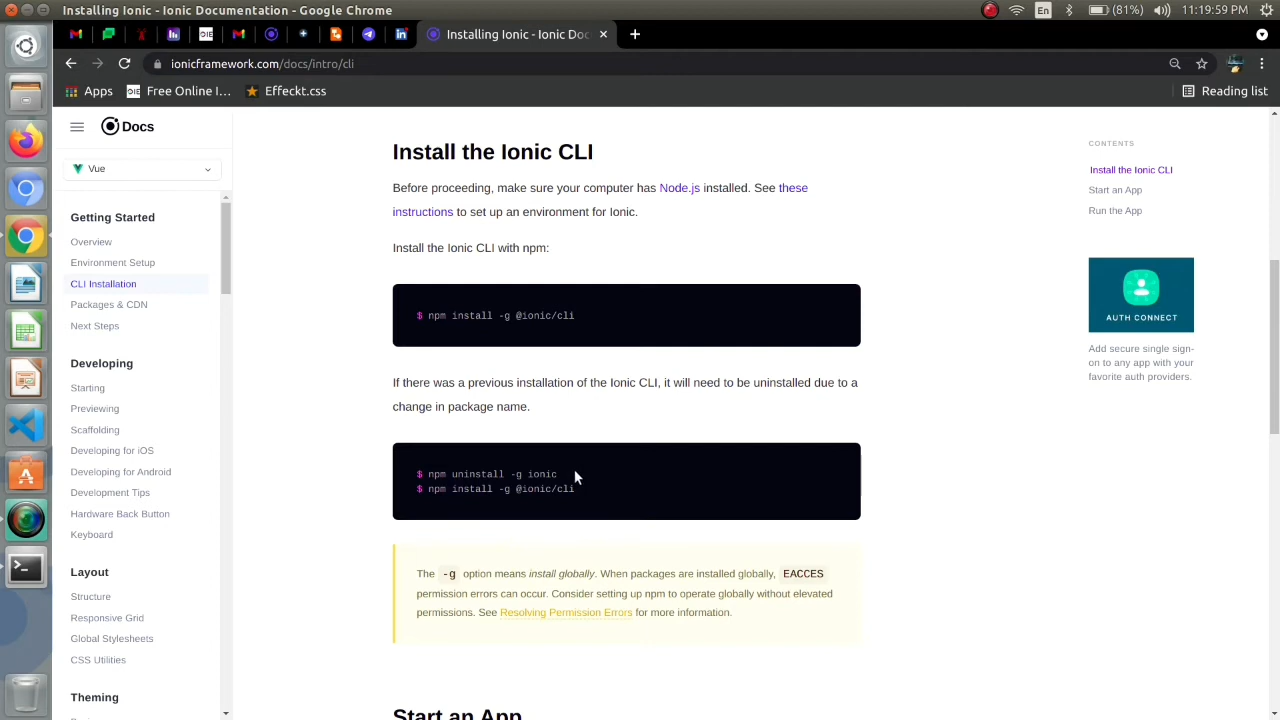 Installing Ionic - Ionic Documentation - Google Chrome
En
(81%)
11:19:59 PM
Installing Ionic - Ionic Doc
ionicframework.com/docs/intro/cli
Apps
Free Online I...
Effeckt.css
Reading list
Docs
Vue
Getting Started
Overview
Environment Setup
CLI Installation
Packages & CDN
Next Steps
Developing
Starting
Previewing
Scaffolding
Developing for iOS
Developing for Android
Development Tips
Hardware Back Button
Keyboard
Layout
Structure
Responsive Grid
Global Stylesheets
CSS Utilities
Theming
Install the Ionic CLI
Before proceeding, make sure your computer has Node.js installed. See these
instructions to set up an environment for Ionic.
Install the Ionic CLI with npm:
$ npm install -g @ionic/cli
If there was a previous installation of the Ionic CLI, it will need to be uninstalled due to a
change in package name.
$ npm uninstall -g ionic
$ npm install -g @ionic/cli
The -g option means install globally. When packages are installed globally, EACCES
permission errors can occur. Consider setting up npm to operate globally without elevated
permissions. See Resolving Permission Errors for more information.
Start an App
CONTENTS
Install the Ionic CLI
Start an App
Run the App
AUTH CONNECT
Add secure single sign-
on to any app with your
favorite auth providers.